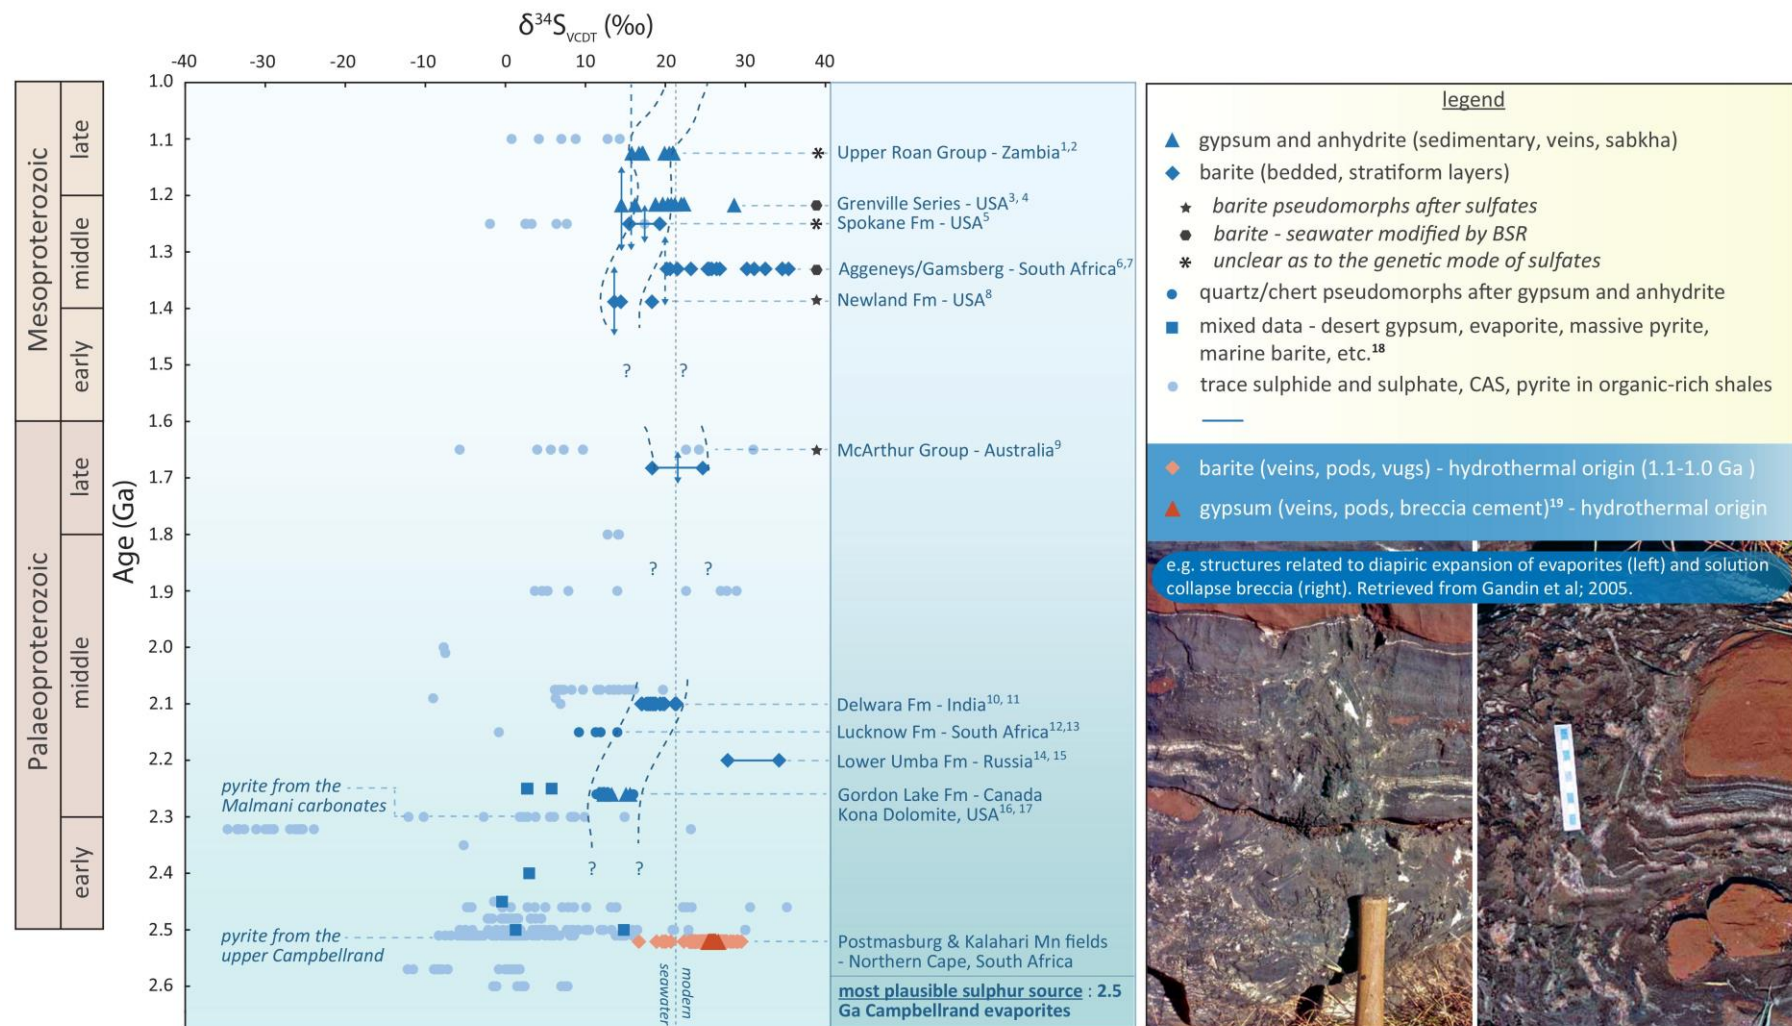 δ³⁴S VCDT (‰)
-40 -30 -20 -10 0 10 20 30 40
Mesoproterozoic
late
middle
early
Palaeoproterozoic
late
middle
early
Age (Ga)
1.0
1.1
1.2
1.3
1.4
1.5
1.6
1.7
1.8
1.9
2.0
2.1
2.2
2.3
2.4
2.5
2.6
? ?
? ?
? ?
pyrite from the
Malmani carbonates
pyrite from the
upper Campbellrand
seawater
modern
Upper Roan Group - Zambia¹,²
Grenville Series - USA³, ⁴
Spokane Fm - USA⁵
Aggeneys/Gamsberg - South Africa⁶,⁷
Newland Fm - USA⁸
McArthur Group - Australia⁹
Delwara Fm - India¹⁰, ¹¹
Lucknow Fm - South Africa¹²,¹³
Lower Umba Fm - Russia¹⁴, ¹⁵
Gordon Lake Fm - Canada
Kona Dolomite, USA¹⁶, ¹⁷
Postmasburg & Kalahari Mn fields
- Northern Cape, South Africa
most plausible sulphur source : 2.5
Ga Campbellrand evaporites
legend
gypsum and anhydrite (sedimentary, veins, sabkha)
barite (bedded, stratiform layers)
barite pseudomorphs after sulfates
barite - seawater modified by BSR
unclear as to the genetic mode of sulfates
quartz/chert pseudomorphs after gypsum and anhydrite
mixed data - desert gypsum, evaporite, massive pyrite,
marine barite, etc.¹⁸
trace sulphide and sulphate, CAS, pyrite in organic-rich shales
barite (veins, pods, vugs) - hydrothermal origin (1.1-1.0 Ga )
gypsum (veins, pods, breccia cement)¹⁹ - hydrothermal origin
e.g. structures related to diapiric expansion of evaporites (left) and solution
collapse breccia (right). Retrieved from Gandin et al; 2005.